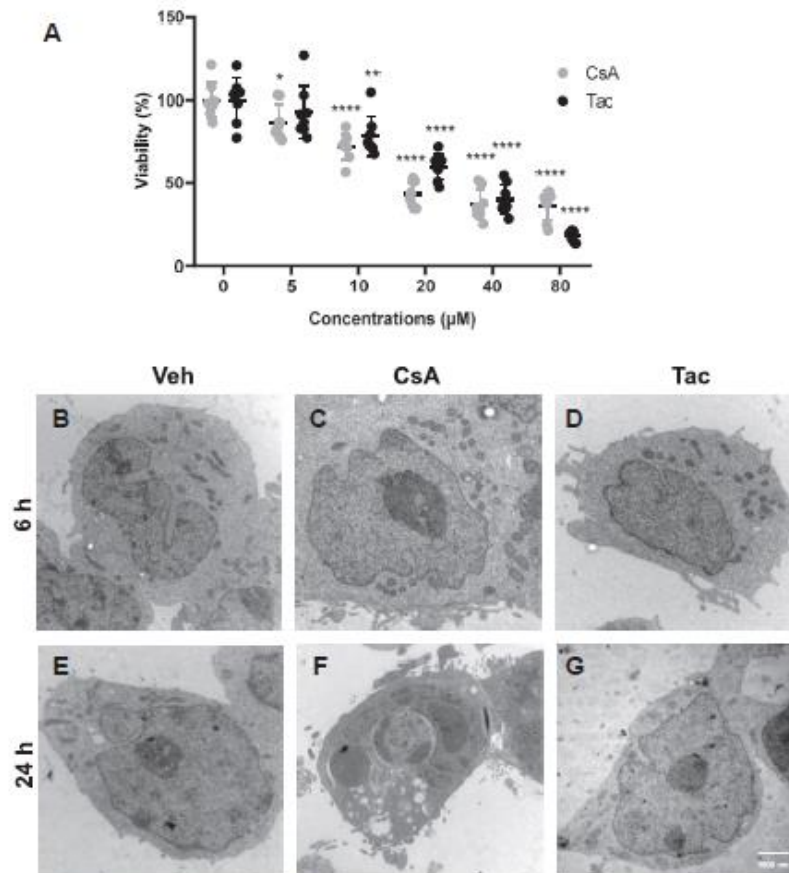 A
150
100
50
0
Viability (%)
CsA
Tac
*
***
****
****
****
****
****
****
****
****
0 5 10 20 40 80
Concentrations (µM)
Veh CsA Tac
6 h
B C D
24 h
E F G